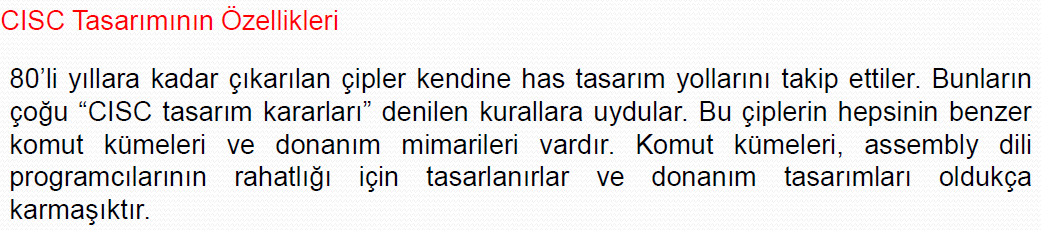 CISC Tasarımının Özellikleri
80’li yıllara kadar çıkarılan çipler kendine has tasarım yollarını takip ettiler. Bunların
çoğu “CISC tasarım kararları” denilen kurallara uydular. Bu çiplerin hepsinin benzer
komut kümeleri ve donanım mimarileri vardır. Komut kümeleri, assembly dili
programcılarının rahatlığı için tasarlanırlar ve donanım tasarımları oldukça
karmaşıktır.